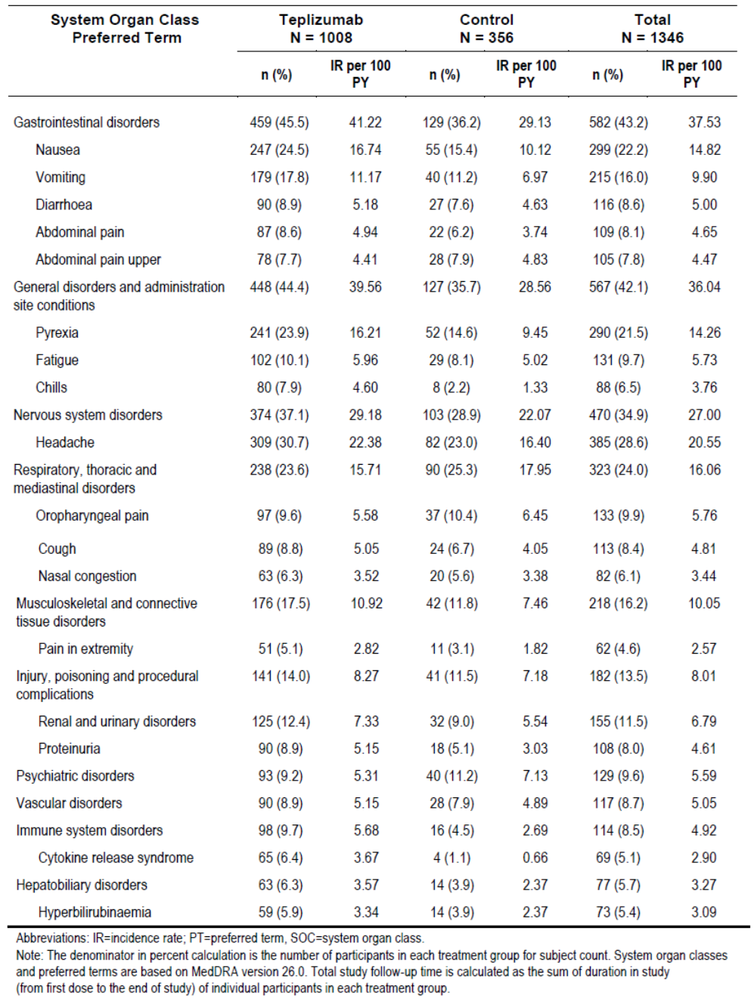 System Organ Class Teplizumab Control Total
Preferred Term N = 1008 N = 356 N = 1346
n (%) IR per 100 PY n (%) IR per 100 PY n (%) IR per 100 PY
Gastrointestinal disorders 459 (45.5) 41.22 129 (36.2) 29.13 582 (43.2) 37.53
Nausea 247 (24.5) 16.74 55 (15.4) 10.12 299 (22.2) 14.82
Vomiting 179 (17.8) 11.17 40 (11.2) 6.97 215 (16.0) 9.90
Diarrhoea 90 (8.9) 5.18 27 (7.6) 4.63 116 (8.6) 5.00
Abdominal pain 87 (8.6) 4.94 22 (6.2) 3.74 109 (8.1) 4.65
Abdominal pain upper 78 (7.7) 4.41 28 (7.9) 4.83 105 (7.8) 4.47
General disorders and administration 448 (44.4) 39.56 127 (35.7) 28.56 567 (42.1) 36.04
site conditions
Pyrexia 241 (23.9) 16.21 52 (14.6) 9.45 290 (21.5) 14.26
Fatigue 102 (10.1) 5.96 29 (8.1) 5.02 131 (9.7) 5.73
Chills 80 (7.9) 4.60 8 (2.2) 1.33 88 (6.5) 3.76
Nervous system disorders 374 (37.1) 29.18 103 (28.9) 22.07 470 (34.9) 27.00
Headache 309 (30.7) 22.38 82 (23.0) 16.40 385 (28.6) 20.55
Respiratory, thoracic and 238 (23.6) 15.71 90 (25.3) 17.95 323 (24.0) 16.06
mediastinal disorders
Oropharyngeal pain 97 (9.6) 5.58 37 (10.4) 6.45 133 (9.9) 5.76
Cough 89 (8.8) 5.05 24 (6.7) 4.05 113 (8.4) 4.81
Nasal congestion 63 (6.3) 3.52 20 (5.6) 3.38 82 (6.1) 3.44
Musculoskeletal and connective 176 (17.5) 10.92 42 (11.8) 7.46 218 (16.2) 10.05
tissue disorders
Pain in extremity 51 (5.1) 2.82 11 (3.1) 1.82 62 (4.6) 2.57
Injury, poisoning and procedural 141 (14.0) 8.27 41 (11.5) 7.18 182 (13.5) 8.01
complications
Renal and urinary disorders 125 (12.4) 7.33 32 (9.0) 5.54 155 (11.5) 6.79
Proteinuria 90 (8.9) 5.15 18 (5.1) 3.03 108 (8.0) 4.61
Psychiatric disorders 93 (9.2) 5.31 40 (11.2) 7.13 129 (9.6) 5.59
Vascular disorders 90 (8.9) 5.15 28 (7.9) 4.89 117 (8.7) 5.05
Immune system disorders 98 (9.7) 5.68 16 (4.5) 2.69 114 (8.5) 4.92
Cytokine release syndrome 65 (6.4) 3.67 4 (1.1) 0.66 69 (5.1) 2.90
Hepatobiliary disorders 63 (6.3) 3.57 14 (3.9) 2.37 77 (5.7) 3.27
Hyperbilirubinaemia 59 (5.9) 3.34 14 (3.9) 2.37 73 (5.4) 3.09
Abbreviations: IR=incidence rate; PT=preferred term, SOC=system organ class.
Note: The denominator in percent calculation is the number of participants in each treatment group for subject count. System organ classes
and preferred terms are based on MedDRA version 26.0. Total study follow-up time is calculated as the sum of duration in study
(from first dose to the end of study) of individual participants in each treatment group.